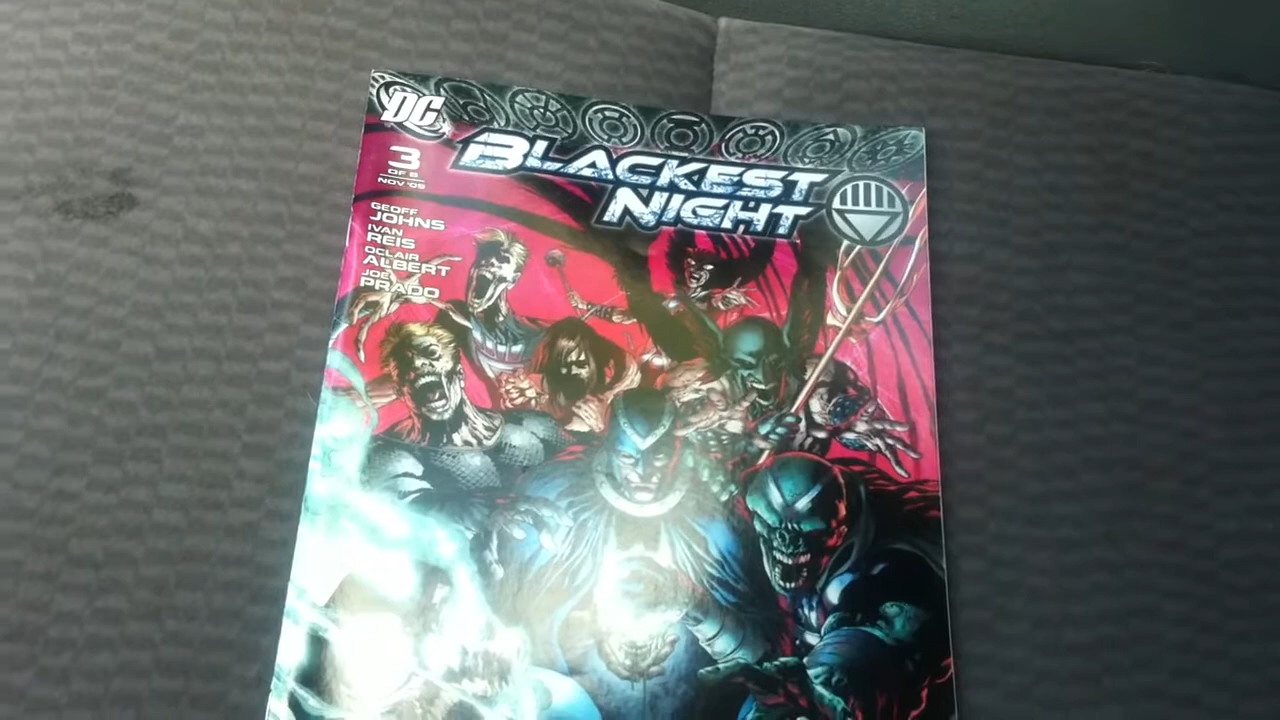 DC
BLACKEST
NIGHT
3
OF 8
NOV '09
GEOFF
JOHNS
IVAN
REIS
OCLAIR
ALBERT
JOE
PRADO